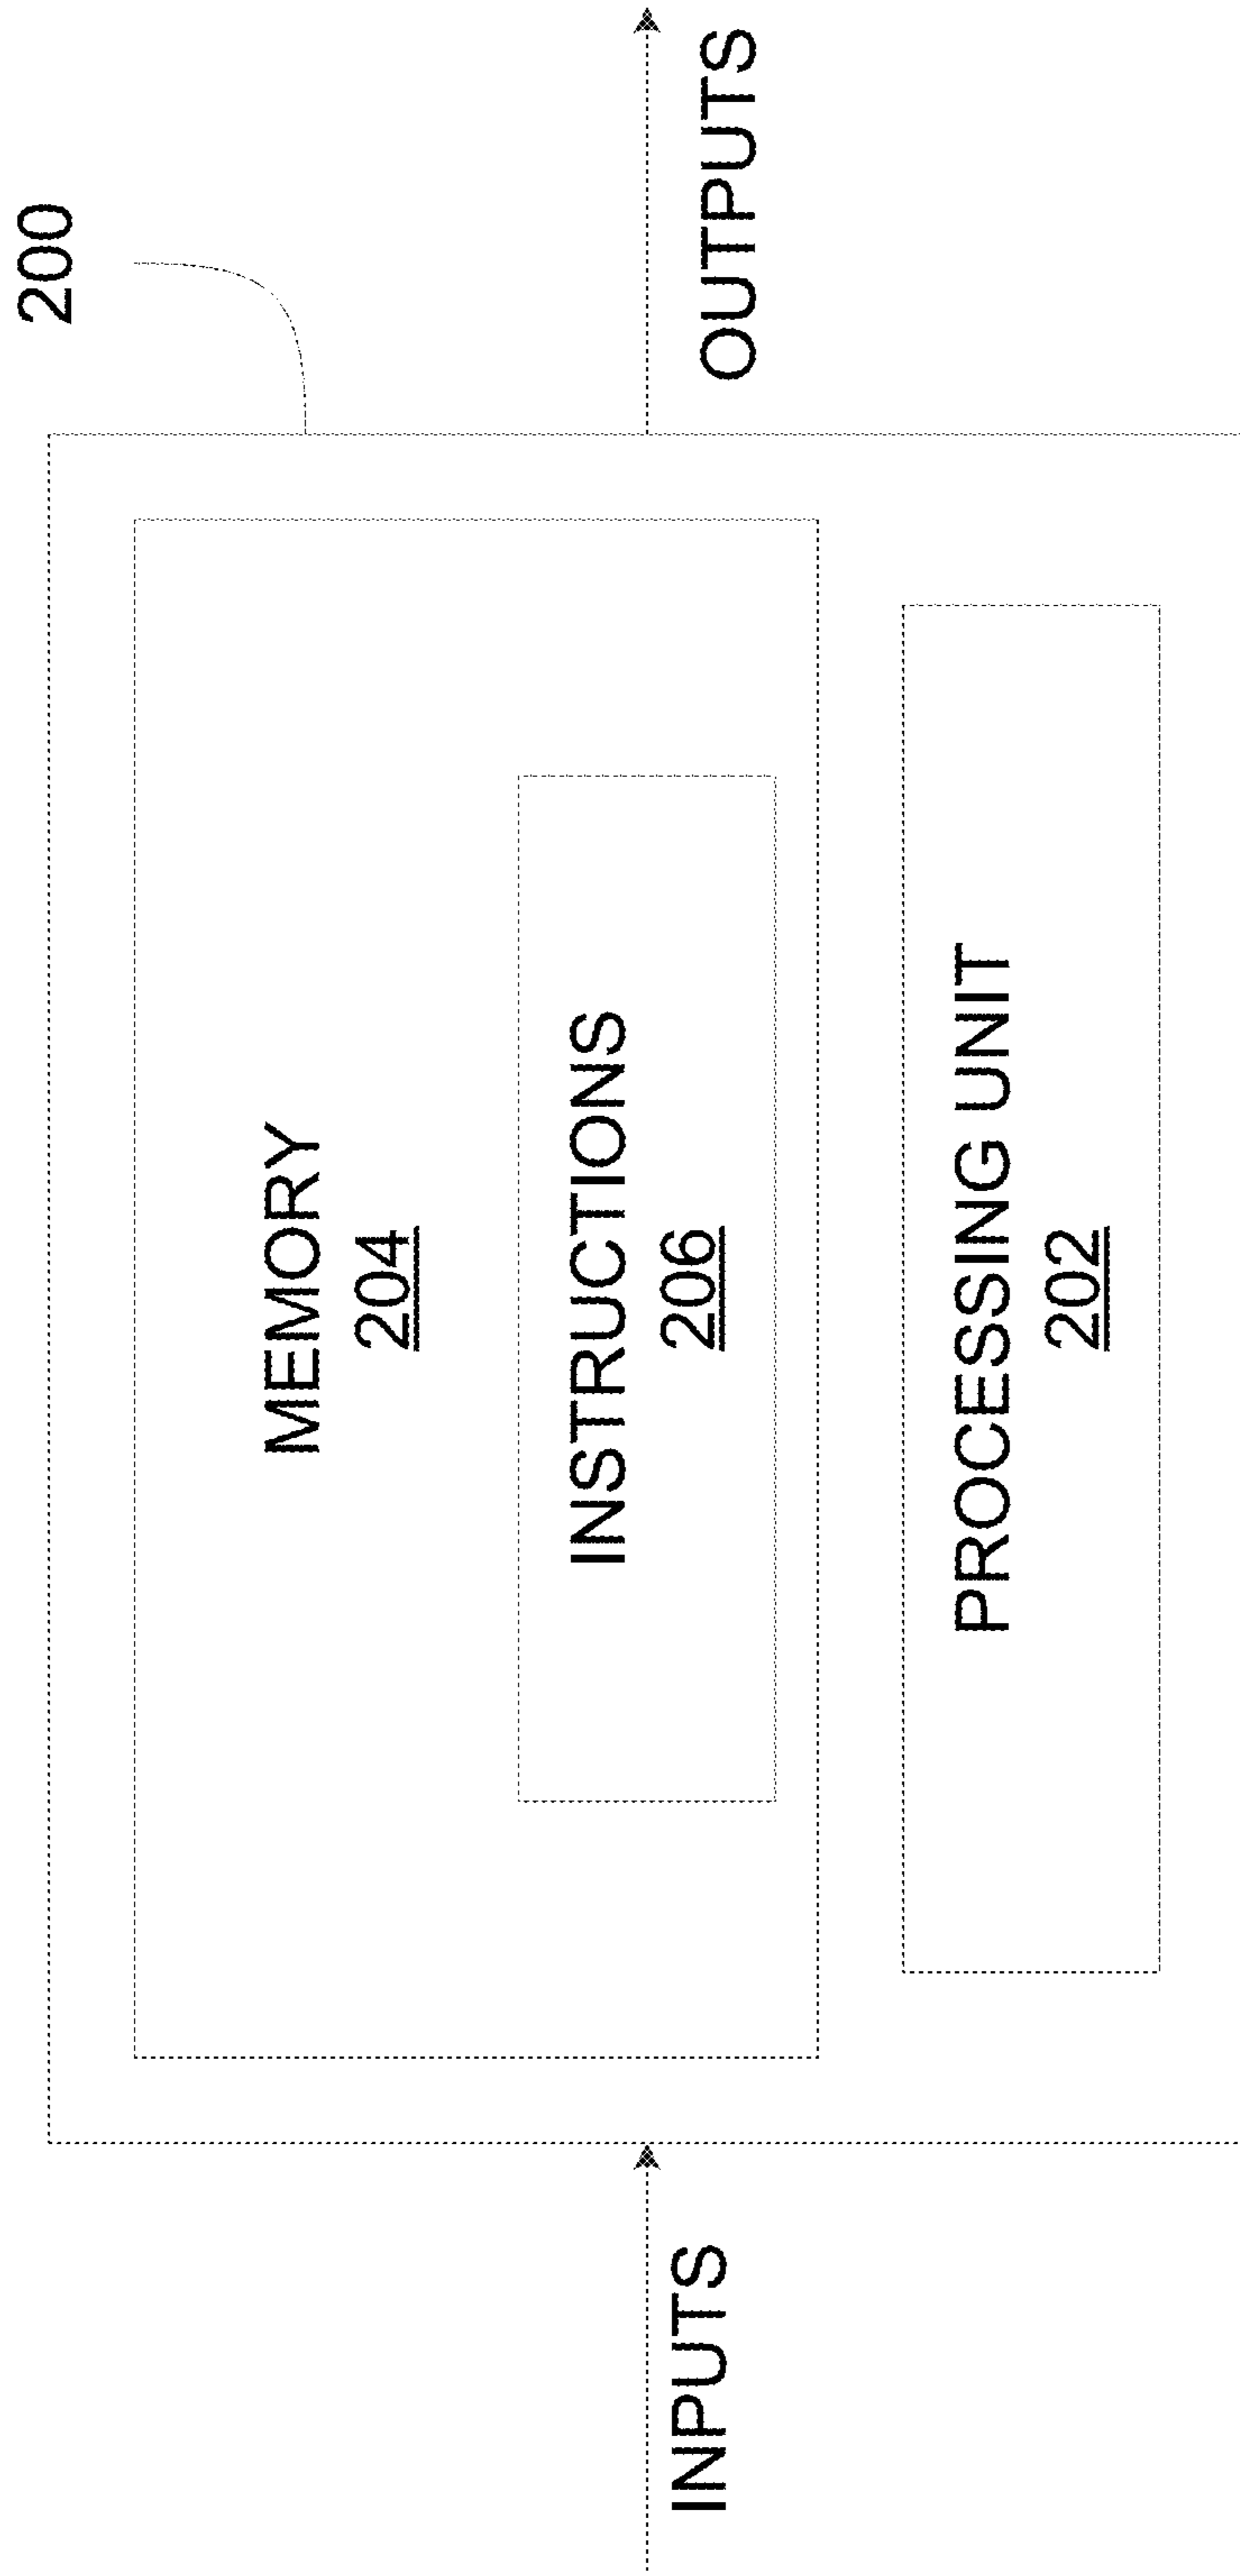 200
MEMORY
204
INSTRUCTIONS
206
INPUTS
OUTPUTS
PROCESSING UNIT
202